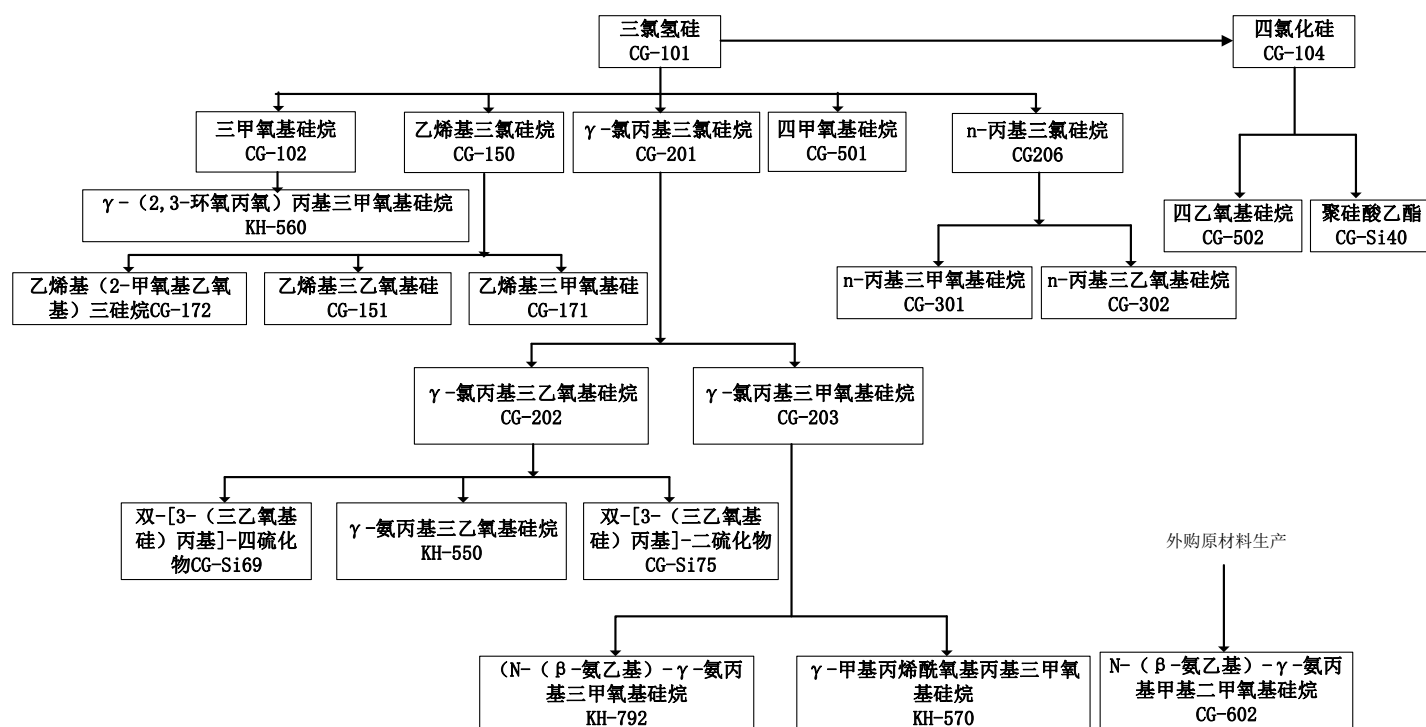 三氯氢硅
CG-101
四氯化硅
CG-104
三甲氧基硅烷
CG-102
乙烯基三氯硅烷
CG-150
γ-氯丙基三氯硅烷
CG-201
四甲氧基硅烷
CG-501
n-丙基三氯硅烷
CG206
γ-（2,3-环氧丙氧）丙基三甲氧基硅烷
KH-560
四乙氧基硅烷
CG-502
聚硅酸乙酯
CG-Si40
乙烯基（2-甲氧基乙氧
基）三硅烷CG-172
乙烯基三乙氧基硅
CG-151
乙烯基三甲氧基硅
CG-171
n-丙基三甲氧基硅烷
CG-301
n-丙基三乙氧基硅烷
CG-302
γ-氯丙基三乙氧基硅烷
CG-202
γ-氯丙基三甲氧基硅烷
CG-203
双-[3-（三乙氧基
硅）丙基]-四硫化
物CG-Si69
γ-氨丙基三乙氧基硅烷
KH-550
双-[3-（三乙氧基
硅）丙基]-二硫化物
CG-Si75
外购原材料生产
（N-（β-氨乙基）-γ-氨丙
基三甲氧基硅烷
KH-792
γ-甲基丙烯酰氧基丙基三甲氧
基硅烷
KH-570
N-（β-氨乙基）-γ-氨丙
基甲基二甲氧基硅烷
CG-602